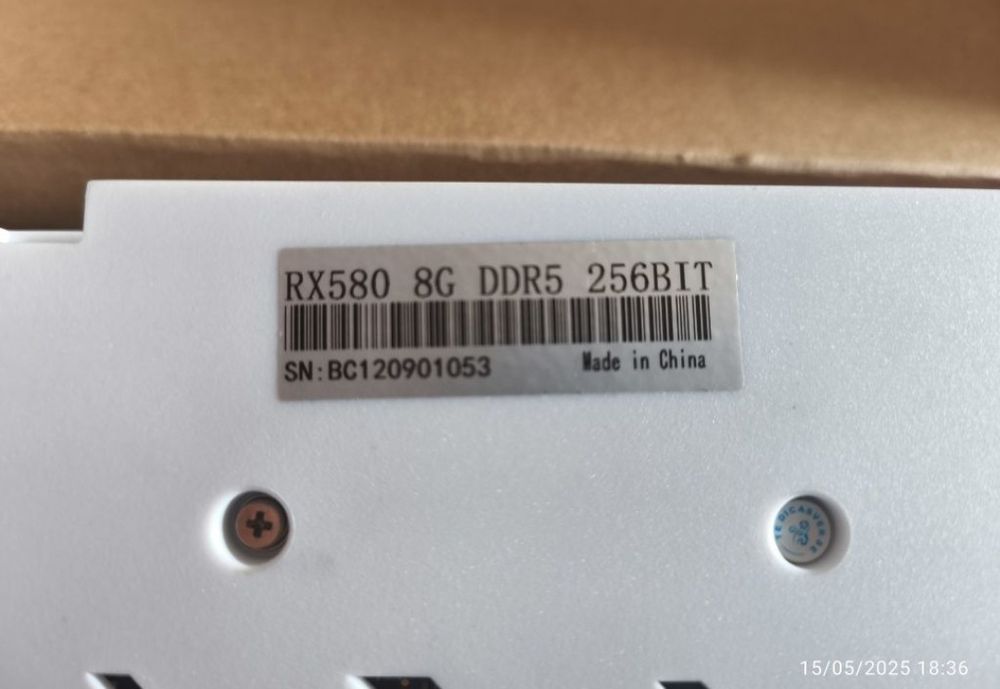 RX580 8G DDR5 256BIT
SN:BC120901053
Made in China
15/05/2025 18:36